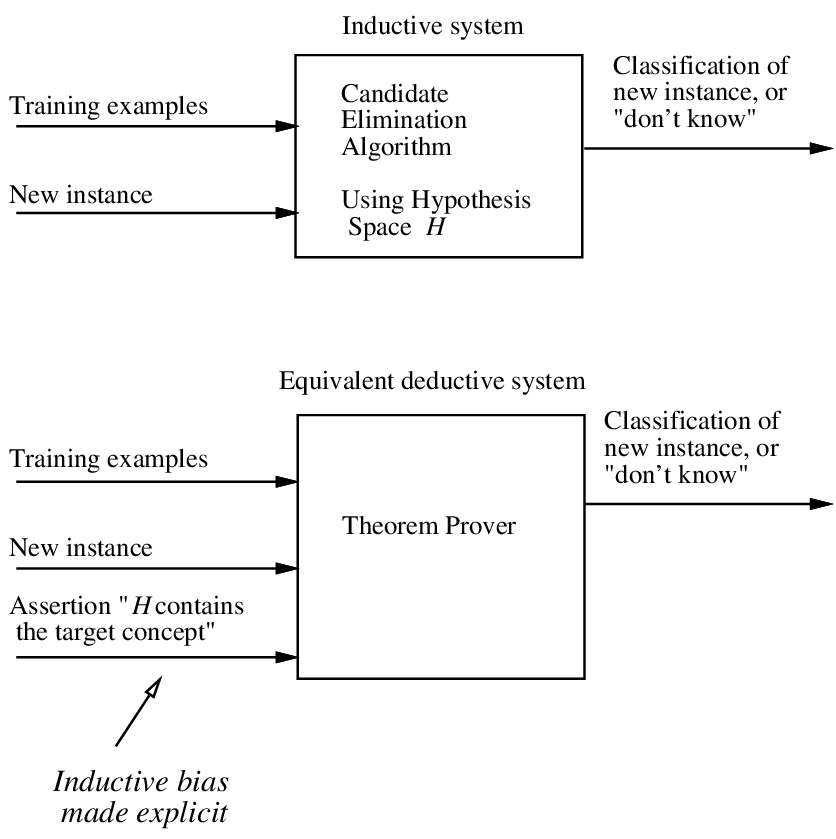 Inductive system
Training examples
New instance
Candidate
Elimination
Algorithm
Using Hypothesis
Space H
Classification of
new instance, or
"don't know"
Equivalent deductive system
Training examples
New instance
Assertion "H contains
the target concept"
Theorem Prover
Classification of
new instance, or
"don't know"
Inductive bias
made explicit